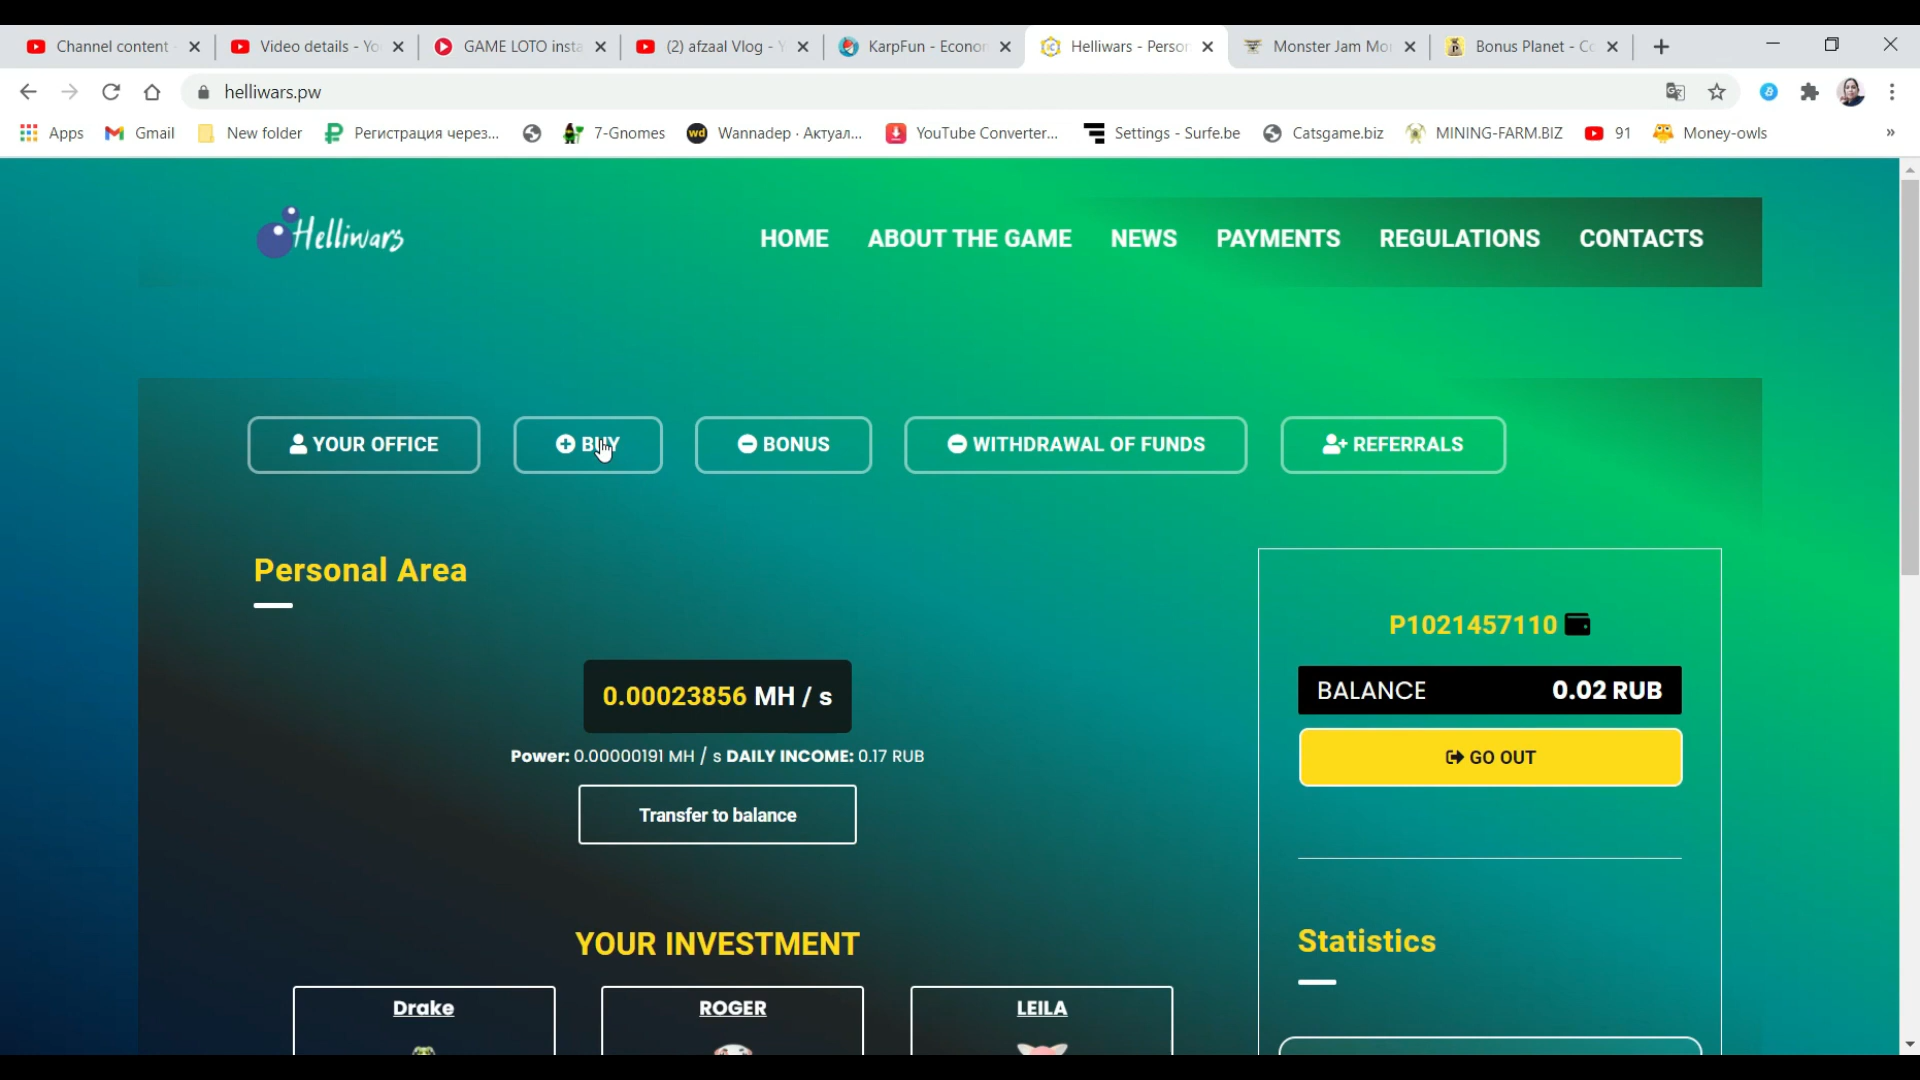 Channel content - Video details - Yo GAME LOTO insta (2) afzaal Vlog - Y KarpFun - Econor Helliwars - Person Monster Jam Mo Bonus Planet - Co
helliwars.pw
Apps Gmail New folder Регистрация через... 7-Gnomes wd Wannadep · Актуал... YouTube Converter... Settings - Surfe.be Catsgame.biz MINING-FARM.BIZ 91 Money-owls »
Helliwars HOME ABOUT THE GAME NEWS PAYMENTS REGULATIONS CONTACTS
YOUR OFFICE BUY BONUS WITHDRAWAL OF FUNDS REFERRALS
Personal Area
P1021457110
0.00023856 MH / s
BALANCE 0.02 RUB
Power: 0.00000191 MH / s DAILY INCOME: 0.17 RUB
GO OUT
Transfer to balance
YOUR INVESTMENT
Statistics
Drake ROGER LEILA